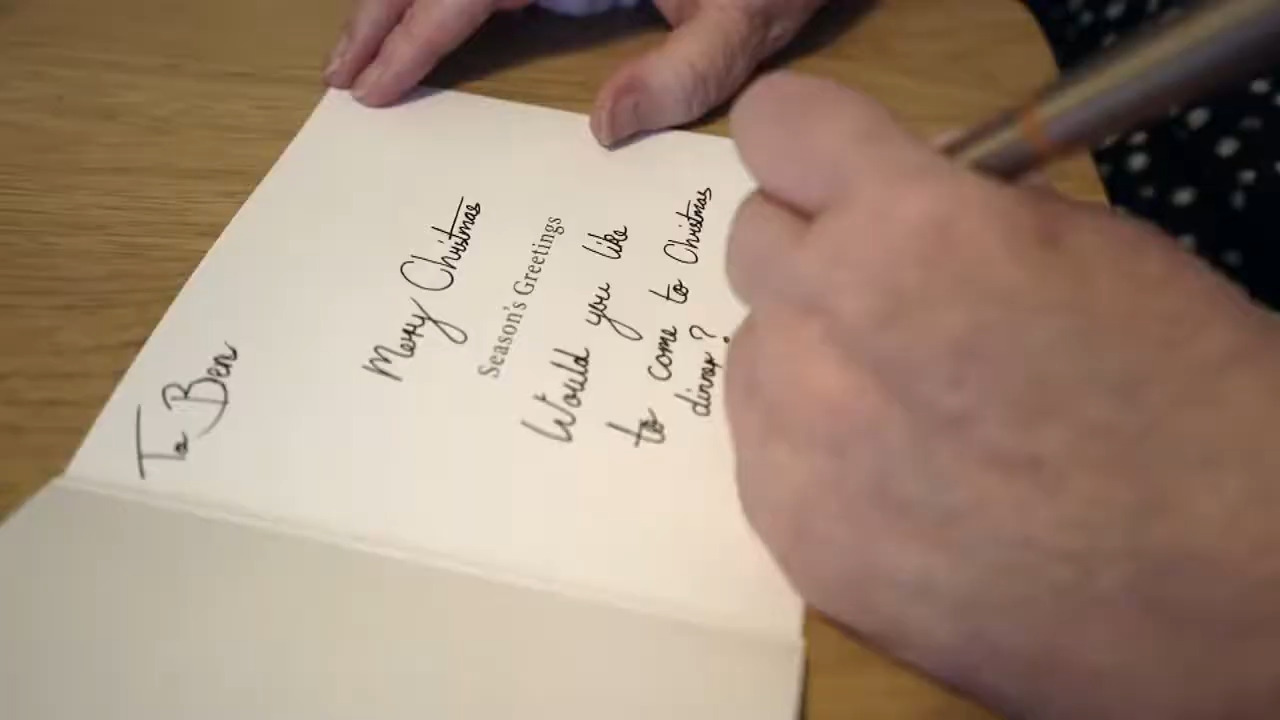 To Ben
Merry Christmas
Season's Greetings
Would you like
to come to Christmas
dinner?